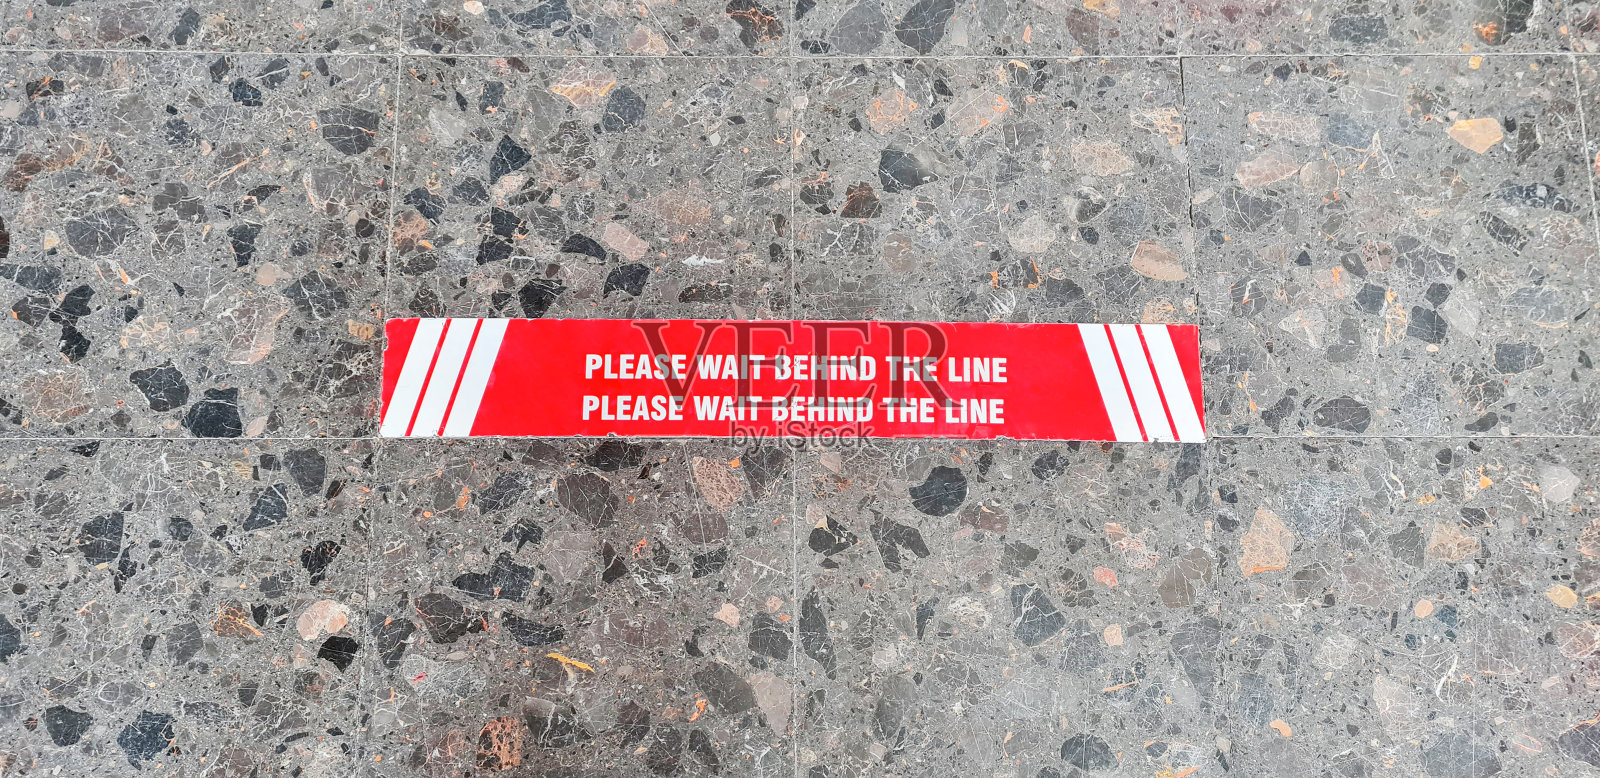 PLEASE WAIT BEHIND THE LINE
PLEASE WAIT BEHIND THE LINE
VEER
by iStock